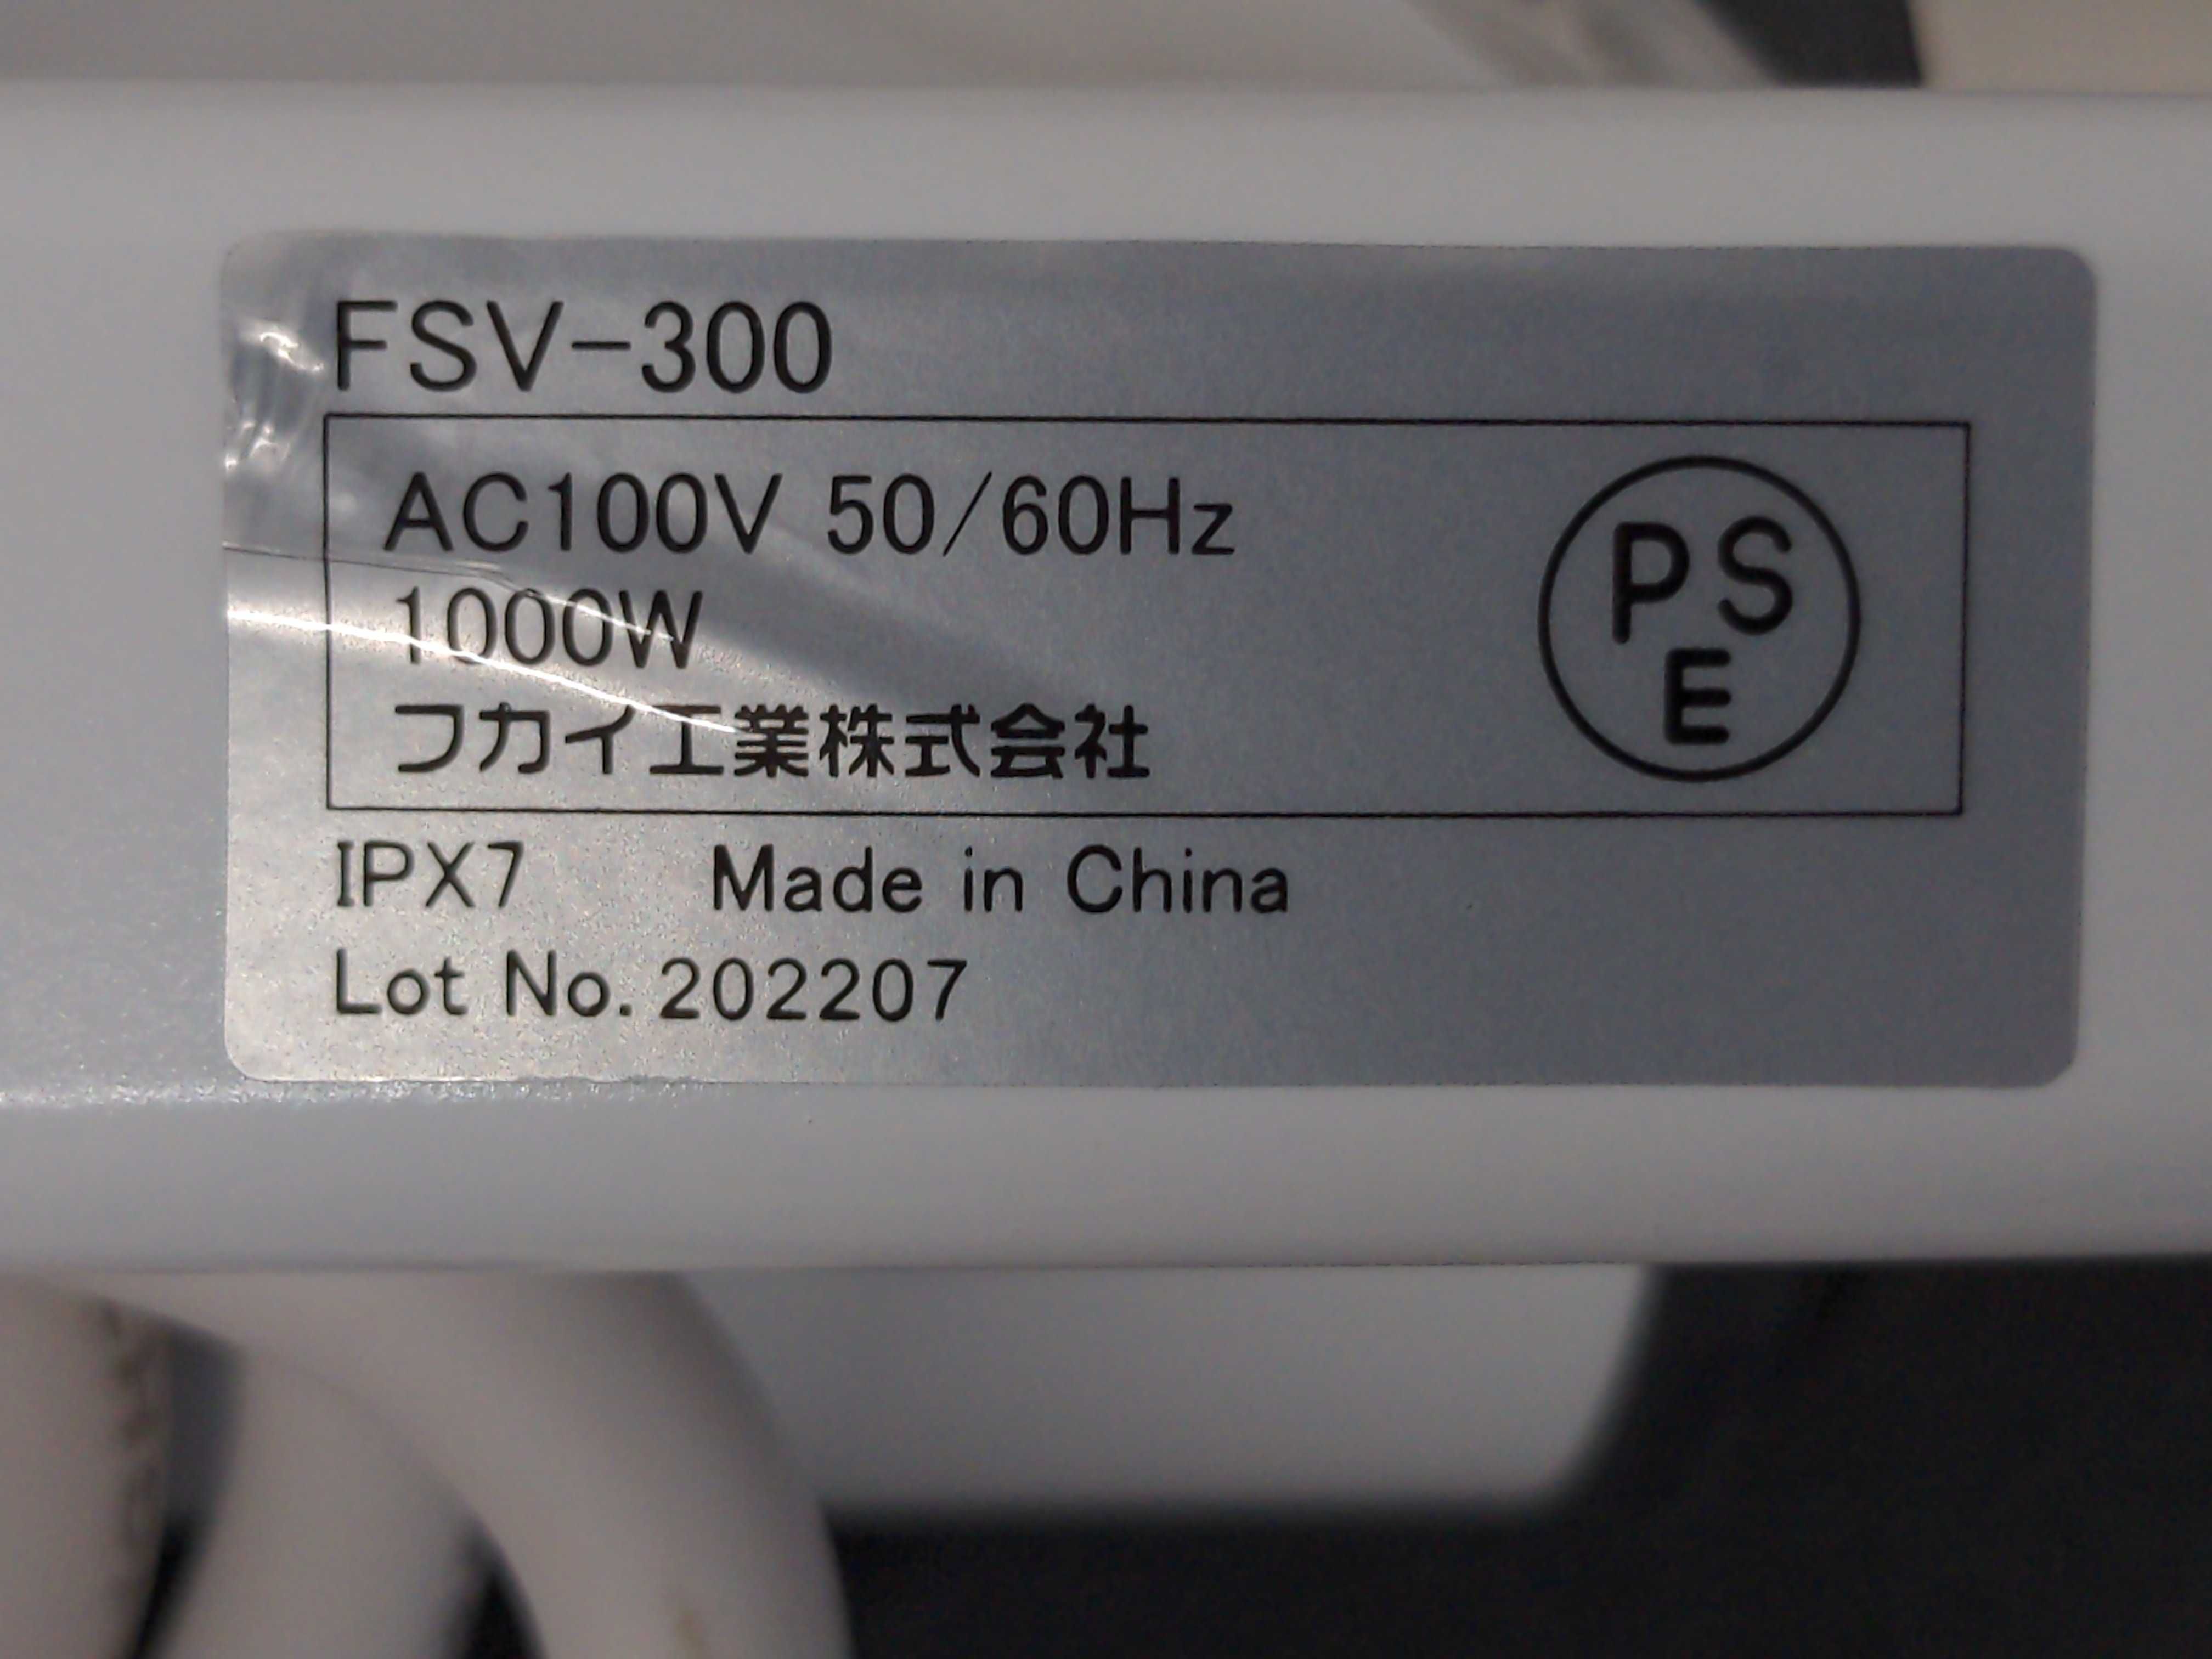 FSV-300
AC100V 50/60Hz
1000W
フカイ工業株式会社
PS
E
IPX7 Made in China
Lot No. 202207